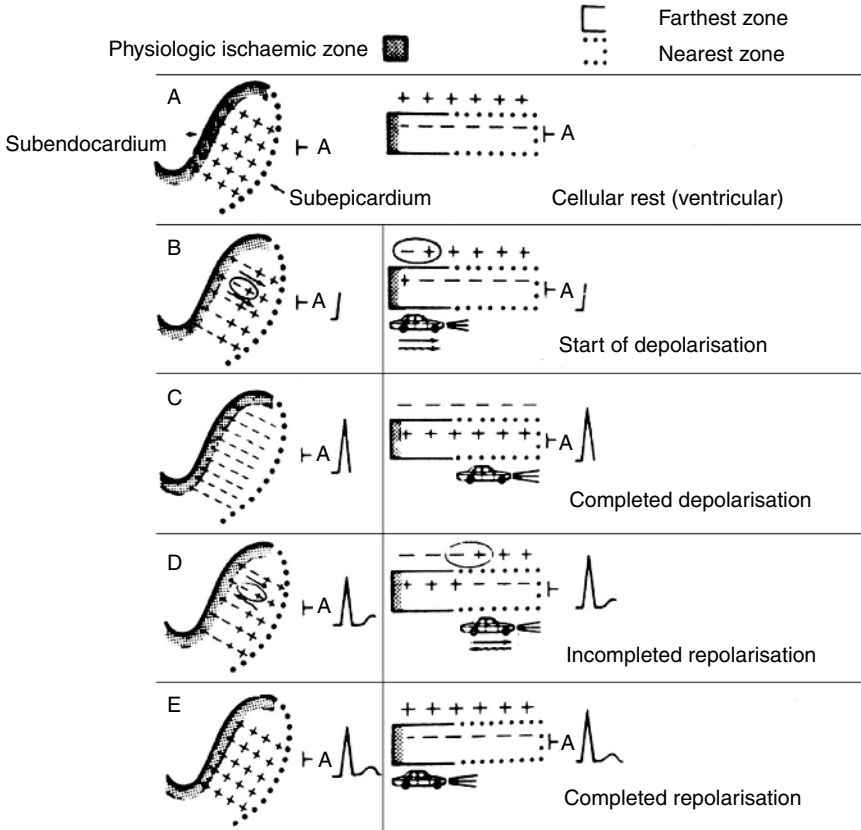 Farthest zone
Physiologic ischaemic zone
Nearest zone
A
Subendocardium
A
A
Subepicardium
Cellular rest (ventricular)
B
A
A
Start of depolarisation
C
A
A
Completed depolarisation
D
A
Incompleted repolarisation
E
A
A
Completed repolarisation